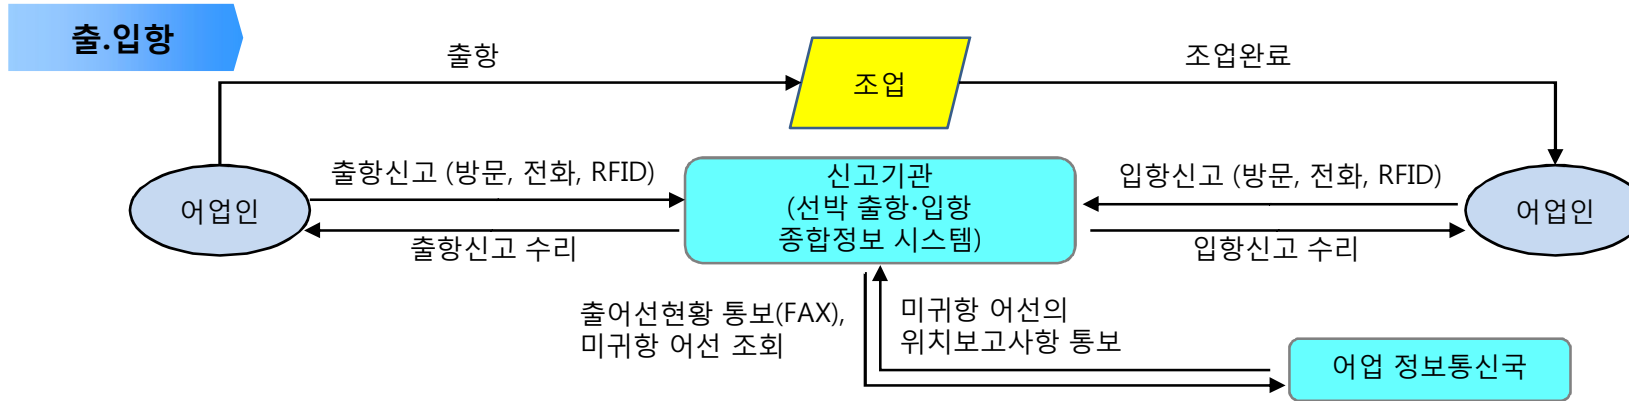 출.입항
출항
조업
조업완료
어업인
출항신고 (방문, 전화, RFID)
출항신고 수리
신고기관
(선박 출항·입항
종합정보 시스템)
입항신고 (방문, 전화, RFID)
입항신고 수리
어업인
출어선현황 통보(FAX),
미귀항 어선 조회
미귀항 어선의
위치보고사항 통보
어업 정보통신국